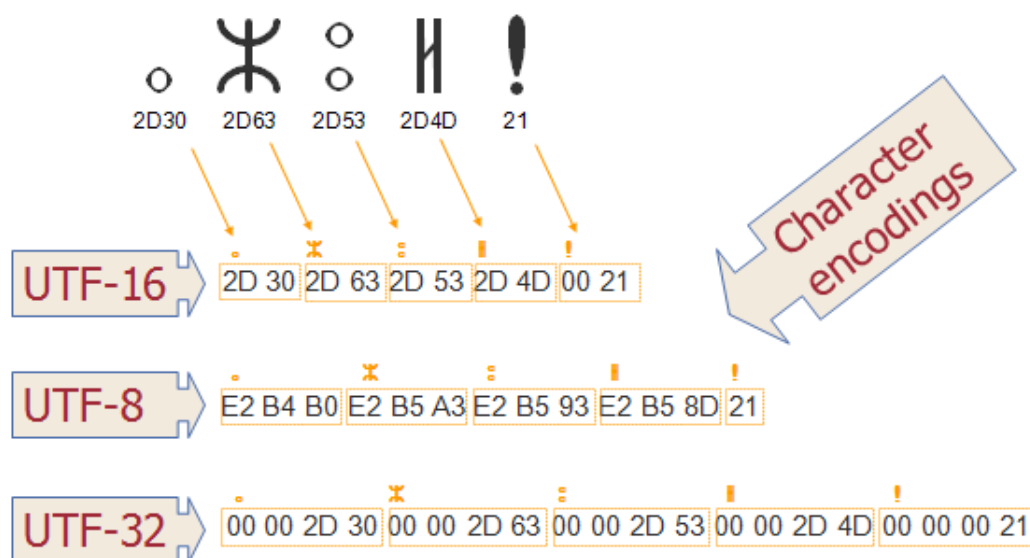 ⴰⵣⵓⵍ!
2D30 2D63 2D53 2D4D 21
Character
encodings
ⴰ ⵣ ⵓ ⵍ !
UTF-16 2D 30 2D 63 2D 53 2D 4D 00 21
ⴰ ⵣ ⵓ ⵍ !
UTF-8 E2 B4 B0 E2 B5 A3 E2 B5 93 E2 B5 8D 21
ⴰ ⵣ ⵓ ⵍ !
UTF-32 00 00 2D 30 00 00 2D 63 00 00 2D 53 00 00 2D 4D 00 00 00 21